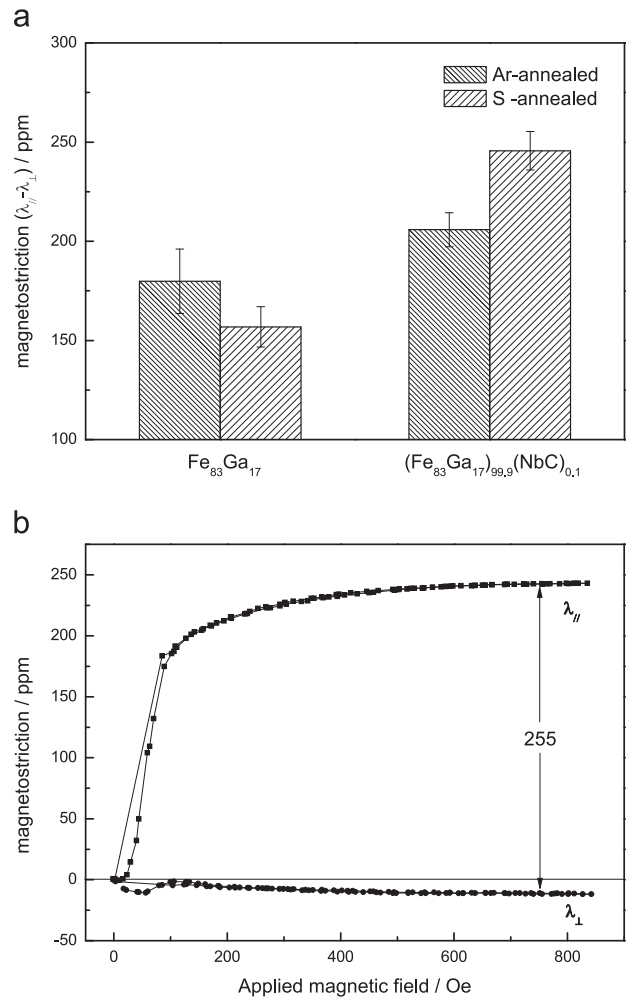 a
300
250
200
150
100
magnetostriction (λ//-λ⊥) / ppm
Ar-annealed
S -annealed
Fe83Ga17
(Fe83Ga17)99.9(NbC)0.1
b
250
200
150
100
50
0
-50
magnetostriction / ppm
λ//
255
λ⊥
0
200
400
600
800
Applied magnetic field / Oe